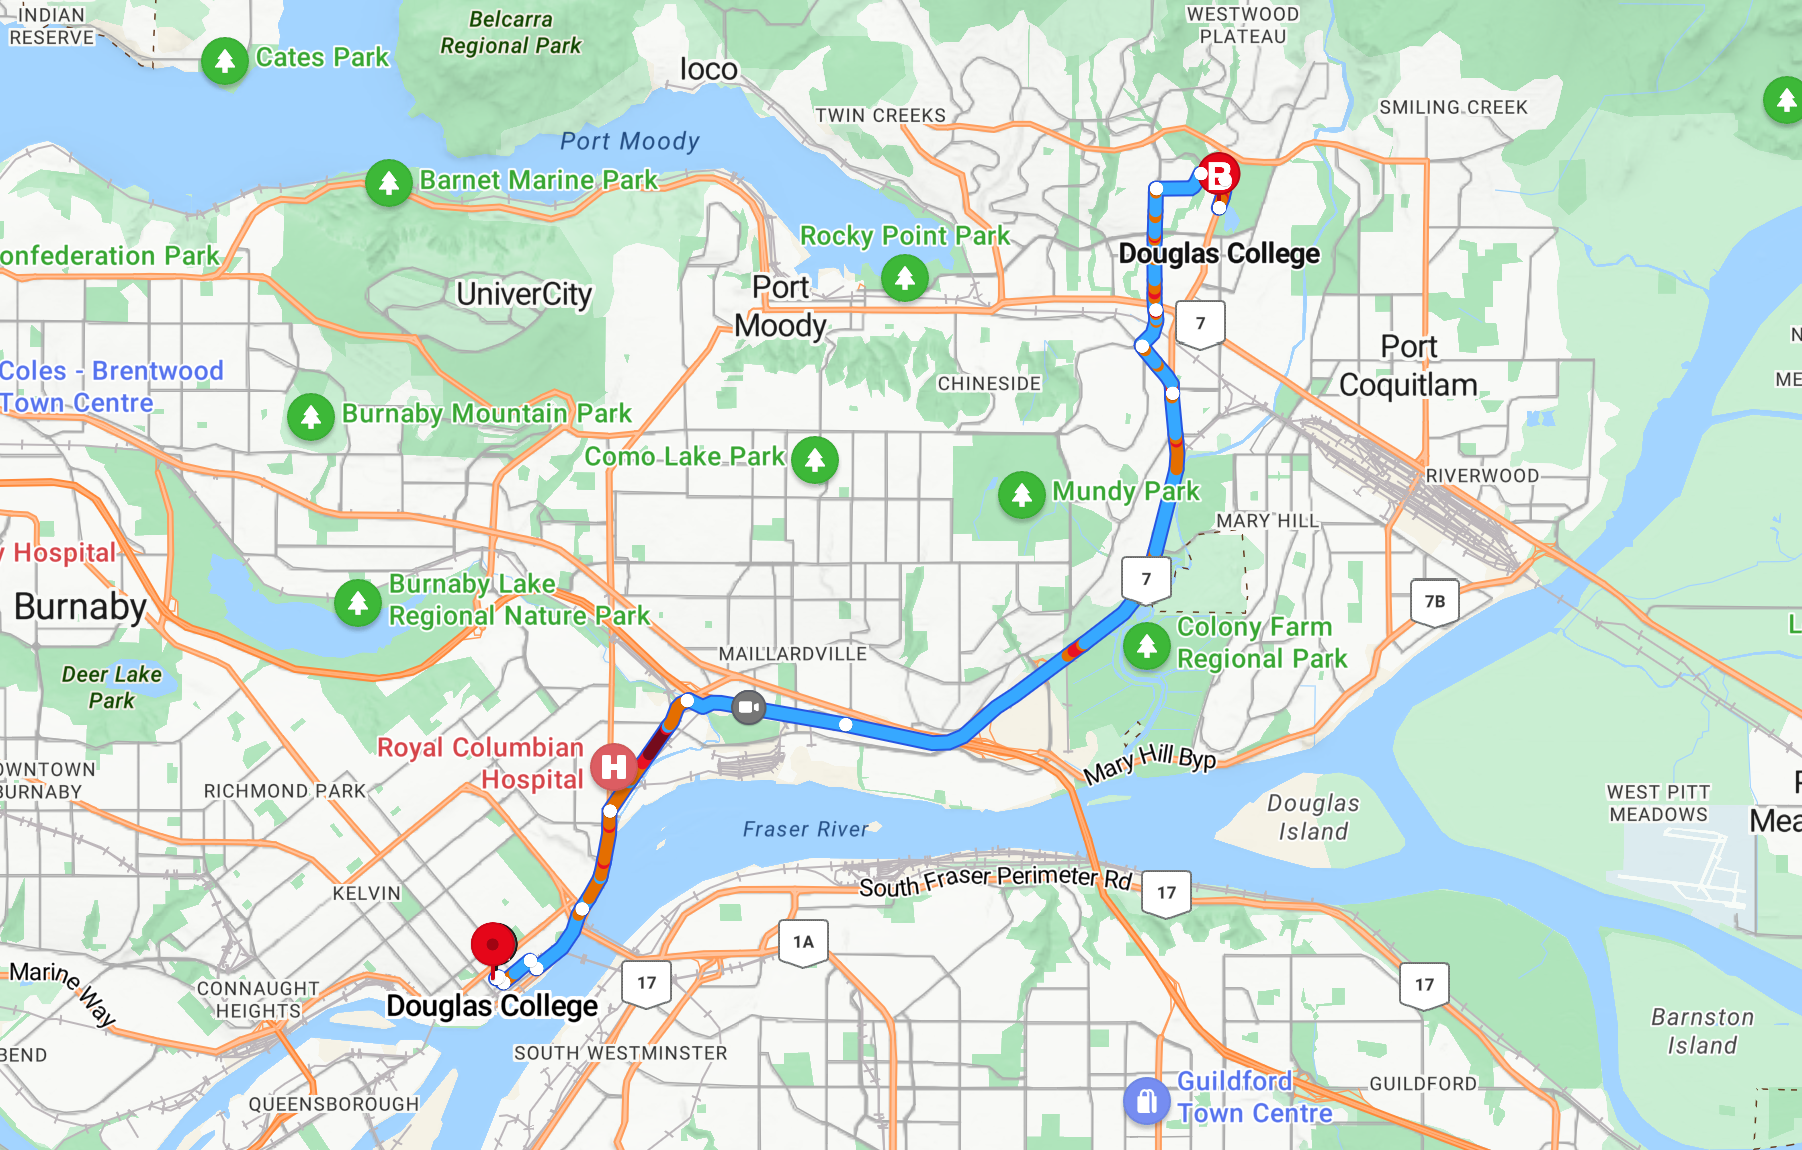 INDIAN
RESERVE
Cates Park
Belcarra
Regional Park
Ioco
WESTWOOD
PLATEAU
TWIN CREEKS
SMILING CREEK
Port Moody
Barnet Marine Park
B
Rocky Point Park
Douglas College
onfederation Park
UniverCity
Port
Moody
7
Port
Coquitlam
Coles - Brentwood
Town Centre
CHINESIDE
Burnaby Mountain Park
Como Lake Park
Mundy Park
RIVERWOOD
MARY HILL
y Hospital
Burnaby
Burnaby Lake
Regional Nature Park
7
7B
Colony Farm
Regional Park
MAILLARDVILLE
Deer Lake
Park
Royal Columbian
Hospital
H
Mary Hill Byp
OWNTOWN
BURNABY
RICHMOND PARK
Fraser River
Douglas
Island
WEST PITT
MEADOWS
Mea
KELVIN
South Fraser Perimeter Rd
17
1A
Marine Way
CONNAUGHT
HEIGHTS
Douglas College
17
17
BEND
SOUTH WESTMINSTER
Barnston
Island
QUEENSBOROUGH
Guildford
Town Centre
GUILDFORD